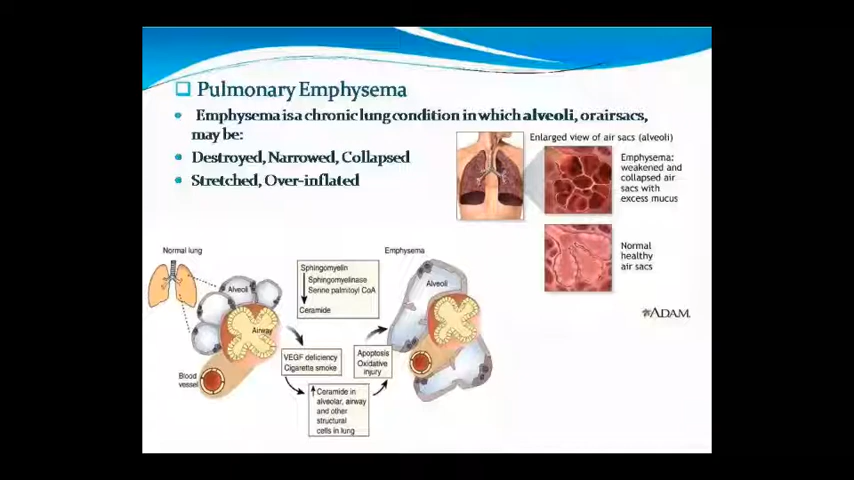 Pulmonary Emphysema
Emphysema is a chronic lung condition in which alveoli, or air sacs,
may be:
Destroyed, Narrowed, Collapsed
Stretched, Over-inflated
Enlarged view of air sacs (alveoli)
Emphysema:
weakened and
collapsed air
sacs with
excess mucus
Normal
healthy
air sacs
ADAM.
Normal lung
Alveoli
Airway
Blood
vessel
Sphingomyelin
Sphingomyelinase
Serine palmitoyl CoA
Ceramide
VEGF deficiency
Cigarette smoke
Ceramide in
alveolar, airway
and other
structural
cells in lung
Apoptosis
Oxidative
injury
Emphysema
Alveoli